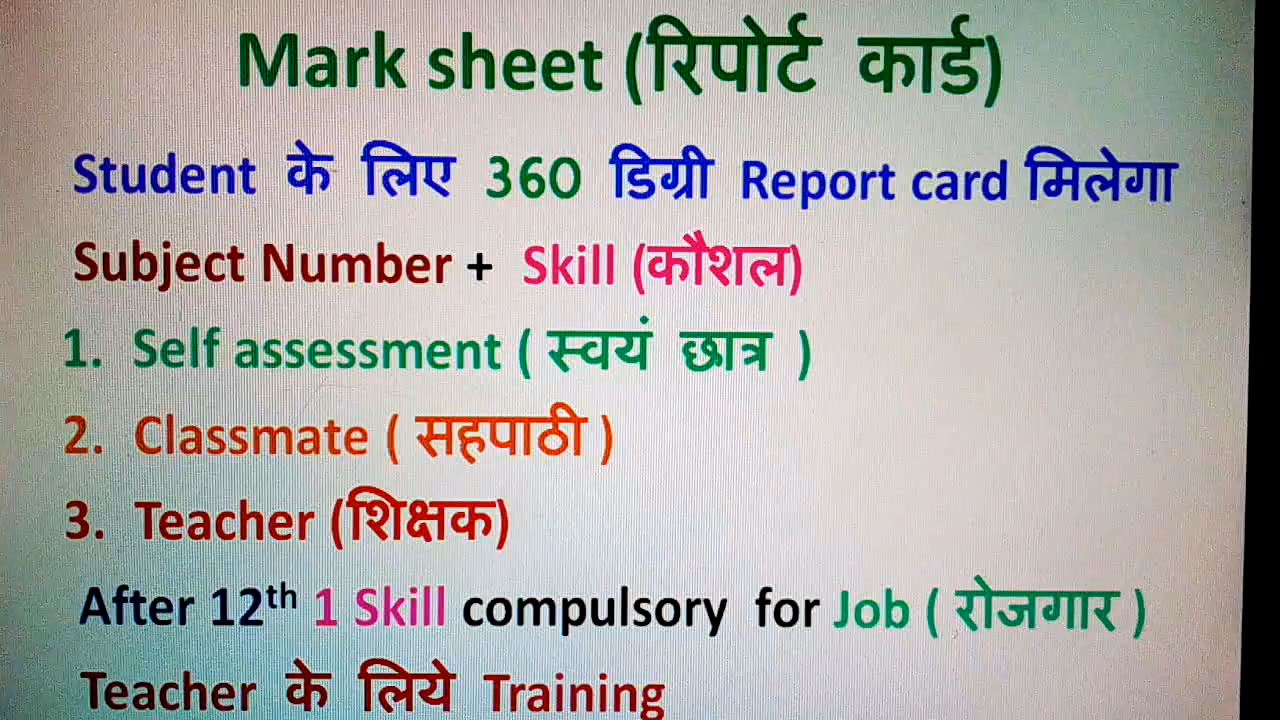 Mark sheet (रिपोर्ट कार्ड)
Student के लिए 360 डिग्री Report card मिलेगा
Subject Number + Skill (कौशल)
1. Self assessment ( स्वयं छात्र )
2. Classmate ( सहपाठी )
3. Teacher (शिक्षक)
After 12th 1 Skill compulsory for Job ( रोजगार )
Teacher के लिये Training